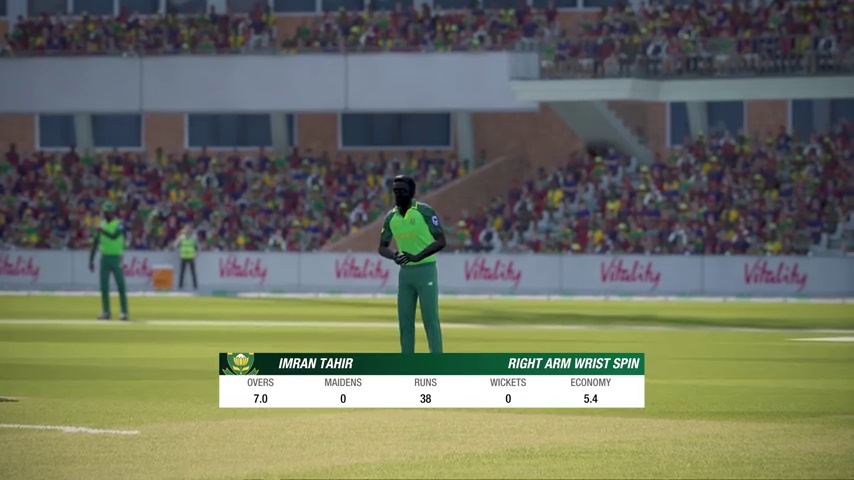 Vitality Vitality Vitality Vitality Vitality Vitality Vitality
IMRAN TAHIR RIGHT ARM WRIST SPIN
OVERS MAIDENS RUNS WICKETS ECONOMY
7.0 0 38 0 5.4